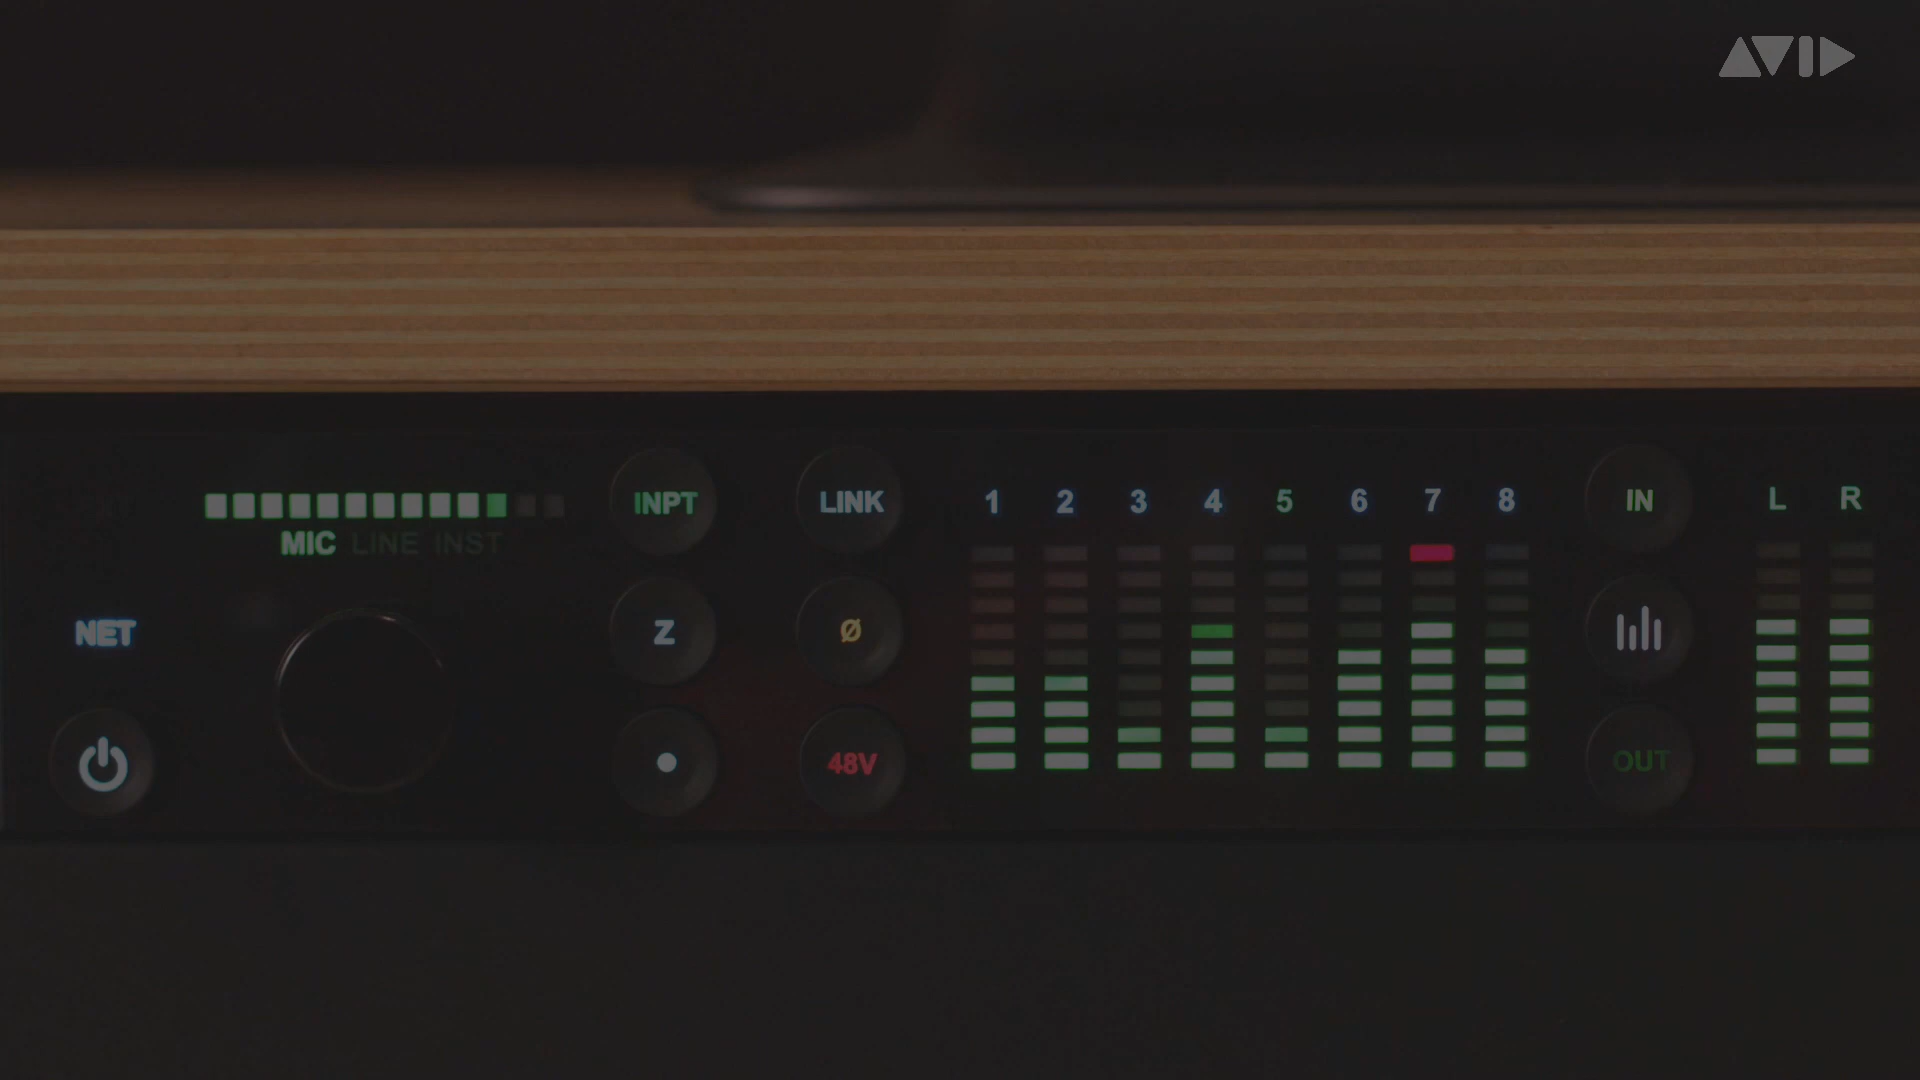 AVID
INPT LINK 1 2 3 4 5 6 7 8 IN L R
MIC LINE INST
NET Z Ø
48V OUT